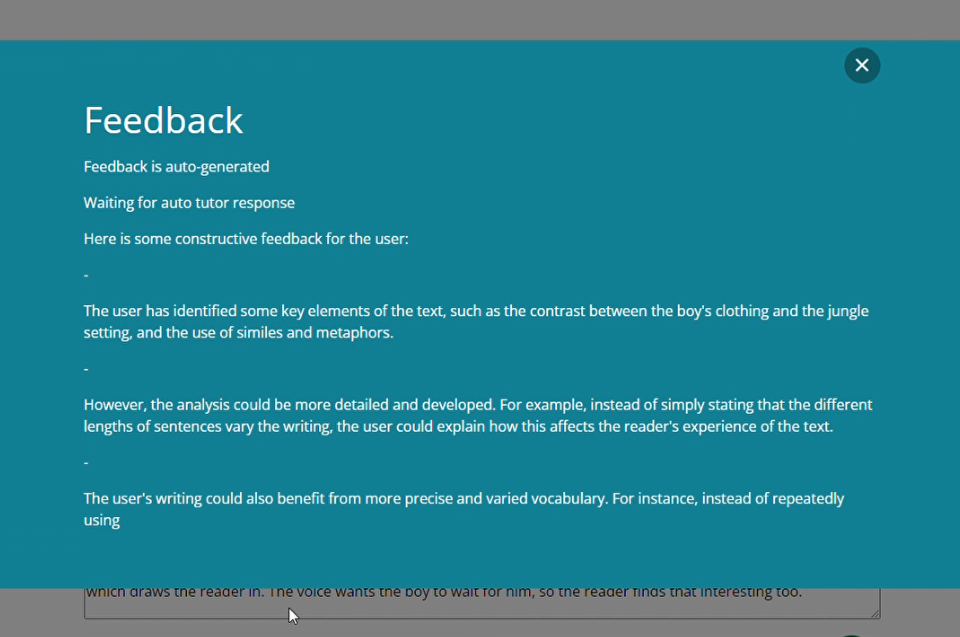 Feedback
Feedback is auto-generated
Waiting for auto tutor response
Here is some constructive feedback for the user:
-
The user has identified some key elements of the text, such as the contrast between the boy's clothing and the jungle
setting, and the use of similes and metaphors.
-
However, the analysis could be more detailed and developed. For example, instead of simply stating that the different
lengths of sentences vary the writing, the user could explain how this affects the reader's experience of the text.
-
The user's writing could also benefit from more precise and varied vocabulary. For instance, instead of repeatedly
using
which draws the reader in. The voice wants the boy to wait for him, so the reader finds that interesting too.